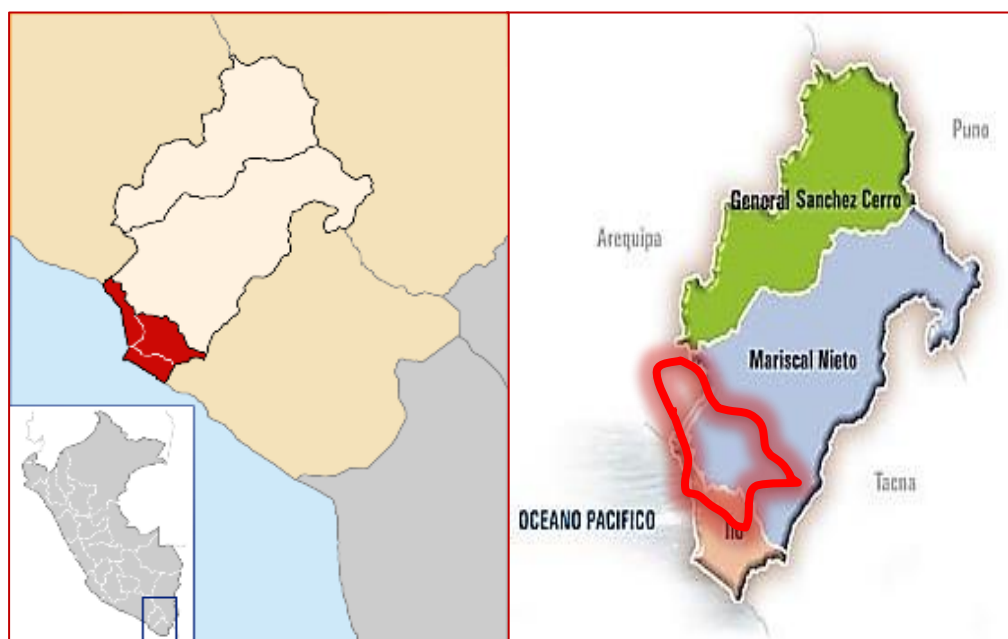 Puno
General Sanchez Cerro
Arequipa
Mariscal Nieto
Tacna
OCEANO PACIFICO
Ilo